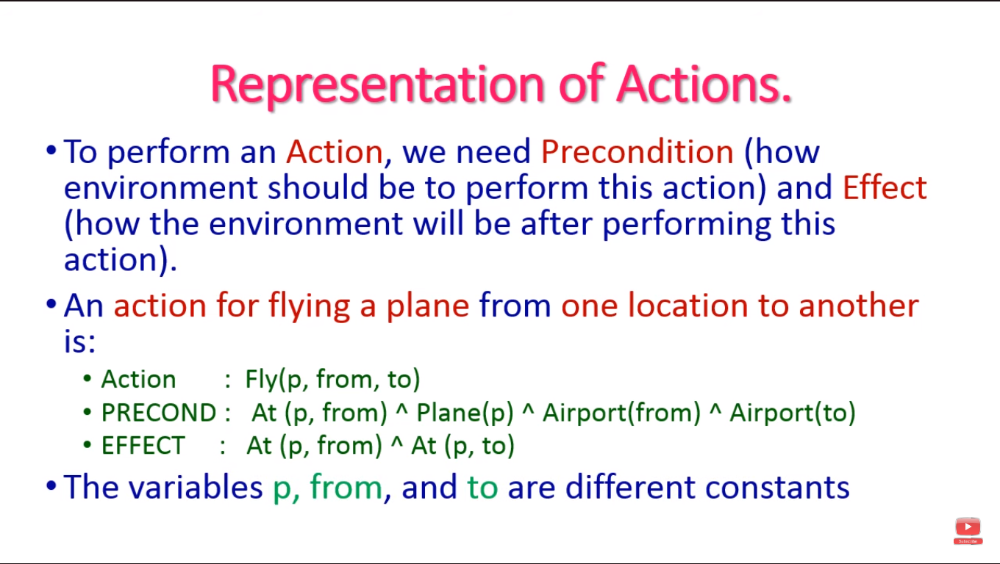 Representation of Actions.
• To perform an Action, we need Precondition (how
environment should be to perform this action) and Effect
(how the environment will be after performing this
action).
• An action for flying a plane from one location to another
is:
• Action : Fly(p, from, to)
• PRECOND : At (p, from) ^ Plane(p) ^ Airport(from) ^ Airport(to)
• EFFECT : At (p, from) ^ At (p, to)
• The variables p, from, and to are different constants
Subscribe